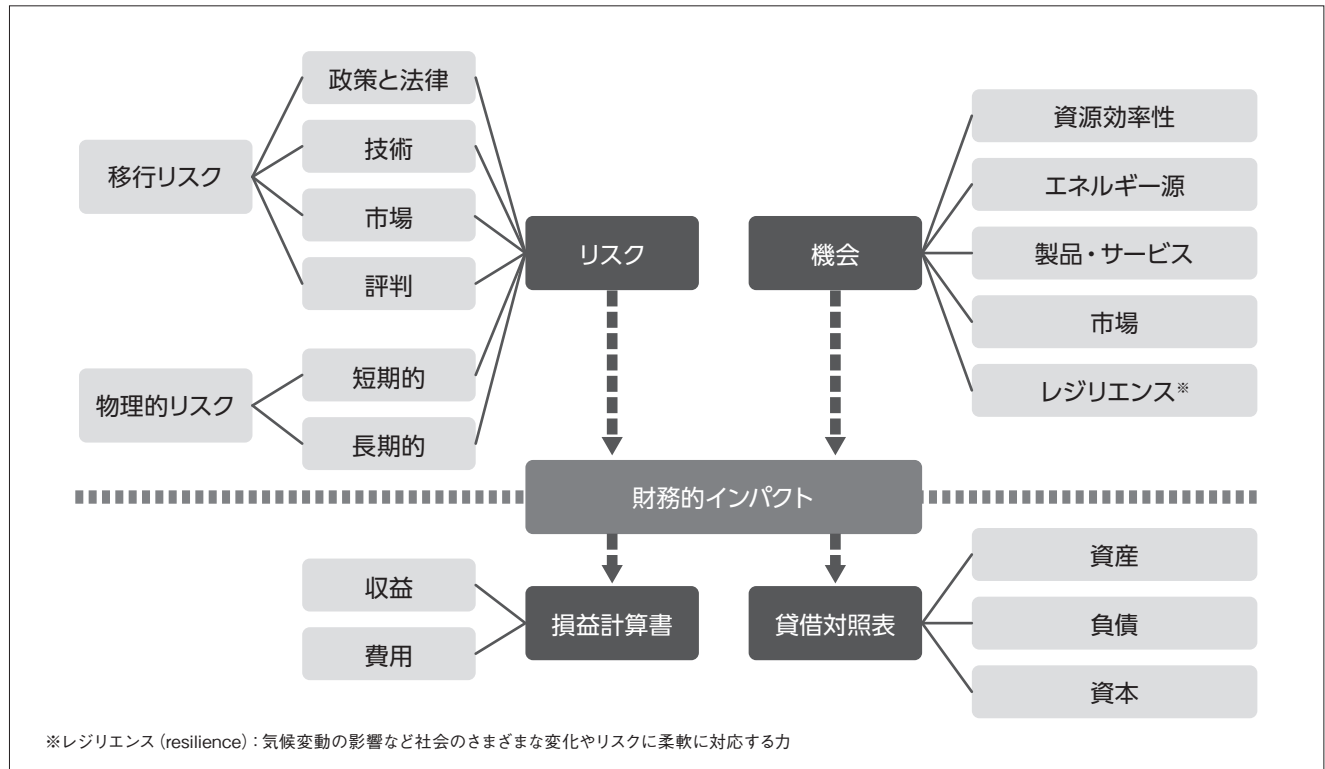 移行リスク
政策と法律
技術
市場
評判
物理的リスク
短期的
長期的
リスク
機会
資源効率性
エネルギー源
製品・サービス
市場
レジリエンス※
財務的インパクト
収益
費用
損益計算書
貸借対照表
資産
負債
資本
※レジリエンス（resilience）：気候変動の影響など社会のさまざまな変化やリスクに柔軟に対応する力